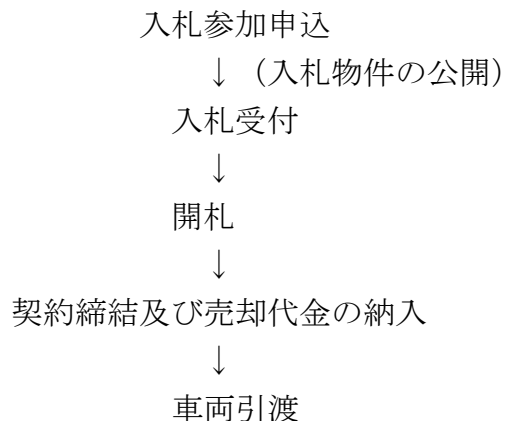 入札参加申込
↓(入札物件の公開)
入札受付
↓
開札
↓
契約締結及び売却代金の納入
↓
車両引渡